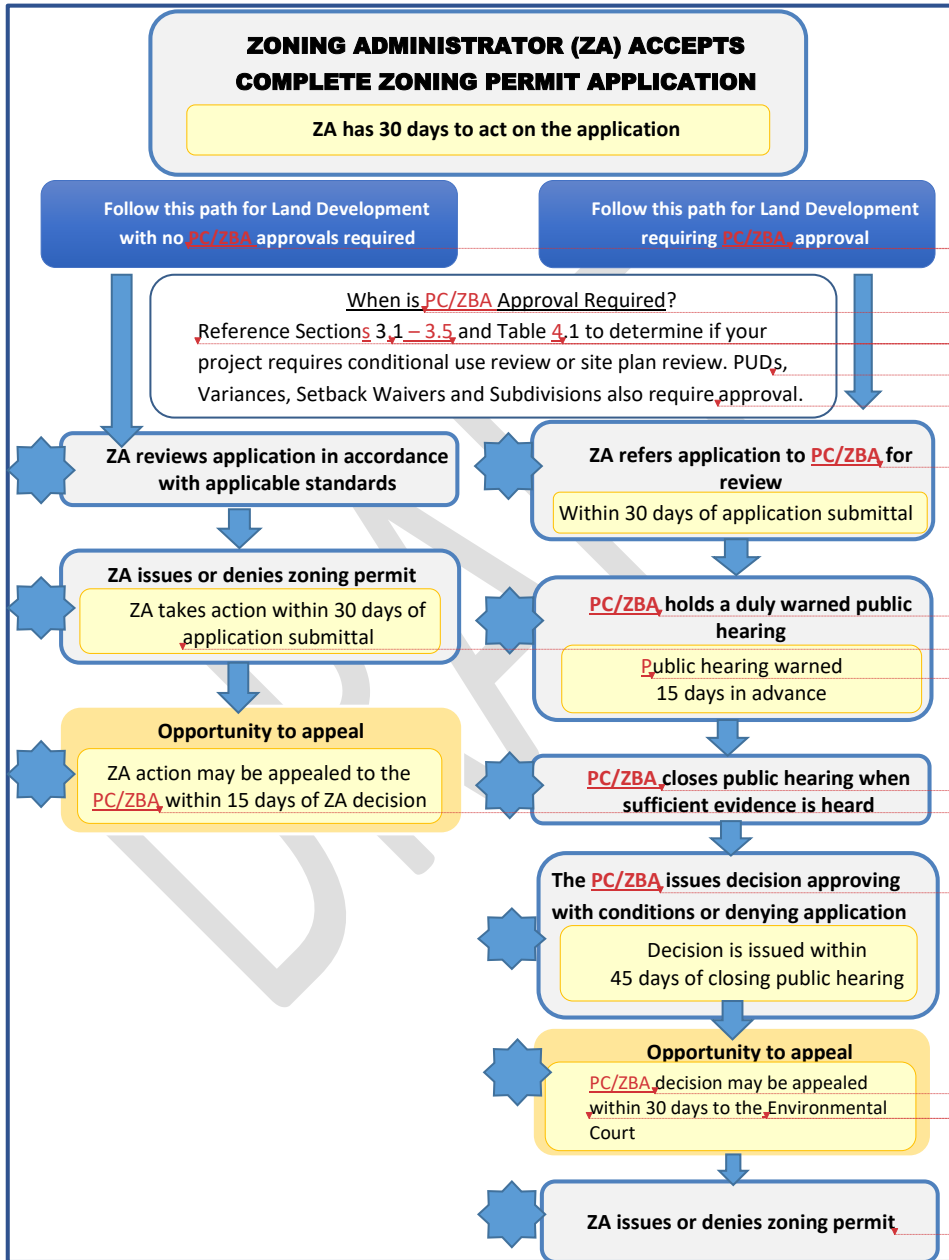 ZONING ADMINISTRATOR (ZA) ACCEPTS
COMPLETE ZONING PERMIT APPLICATION
ZA has 30 days to act on the application
Follow this path for Land Development
with no PC/ZBA approvals required
Follow this path for Land Development
requiring PC/ZBA approval
When is PC/ZBA Approval Required?
Reference Sections 3.1 – 3.5 and Table 4.1 to determine if your
project requires conditional use review or site plan review. PUDs,
Variances, Setback Waivers and Subdivisions also require approval.
ZA reviews application in accordance
with applicable standards
ZA issues or denies zoning permit
ZA takes action within 30 days of
application submittal
Opportunity to appeal
ZA action may be appealed to the
PC/ZBA within 15 days of ZA decision
ZA refers application to PC/ZBA for
review
Within 30 days of application submittal
PC/ZBA holds a duly warned public
hearing
Public hearing warned
15 days in advance
PC/ZBA closes public hearing when
sufficient evidence is heard
The PC/ZBA issues decision approving
with conditions or denying application
Decision is issued within
45 days of closing public hearing
Opportunity to appeal
PC/ZBA decision may be appealed
within 30 days to the Environmental
Court
ZA issues or denies zoning permit
DRAFT